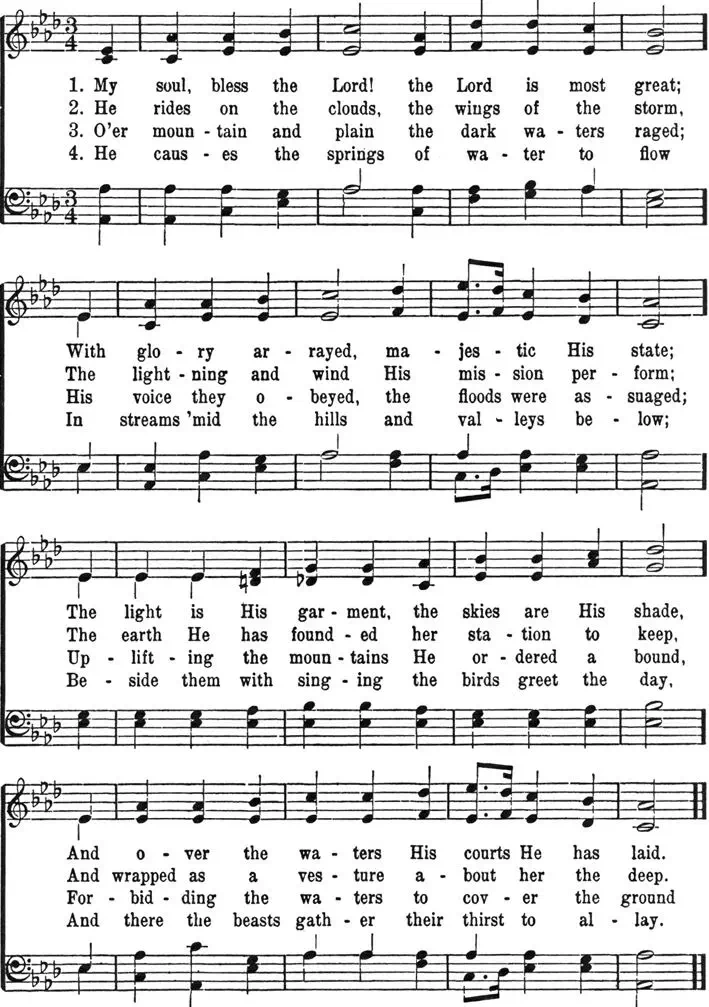 3
4
1. My soul, bless the Lord! the Lord is most great;
2. He rides on the clouds, the wings of the storm,
3. O'er moun - tain and plain the dark wa - ters raged;
4. He caus - es the springs of wa - ter to flow
3
4
With glo - ry ar - rayed, ma - jes - tic His state;
The light - ning and wind His mis - sion per - form;
His voice they o - beyed, the floods were as - suaged;
In streams 'mid the hills and val - leys be - low;
The light is His gar - ment, the skies are His shade,
The earth He has found - ed her sta - tion to keep,
Up - lift - ing the moun - tains He or - dered a bound,
Be - side them with sing - ing the birds greet the day,
And o - ver the wa - ters His courts He has laid.
And wrapped as a ves - ture a - bout her the deep.
For - bid - ding the wa - ters to cov - er the ground
And there the beasts gath - er their thirst to al - lay.